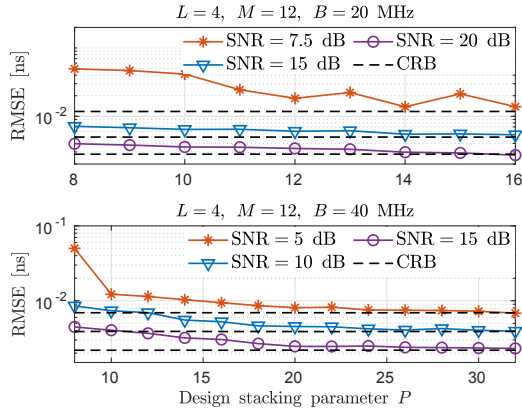 L = 4, M = 12, B = 20 MHz
SNR = 7.5 dB
SNR = 20 dB
SNR = 15 dB
CRB
RMSE [ns]
10^-2
8
10
12
14
16
L = 4, M = 12, B = 40 MHz
10^-1
SNR = 5 dB
SNR = 15 dB
SNR = 10 dB
CRB
RMSE [ns]
10^-2
10
15
20
25
30
Design stacking parameter P